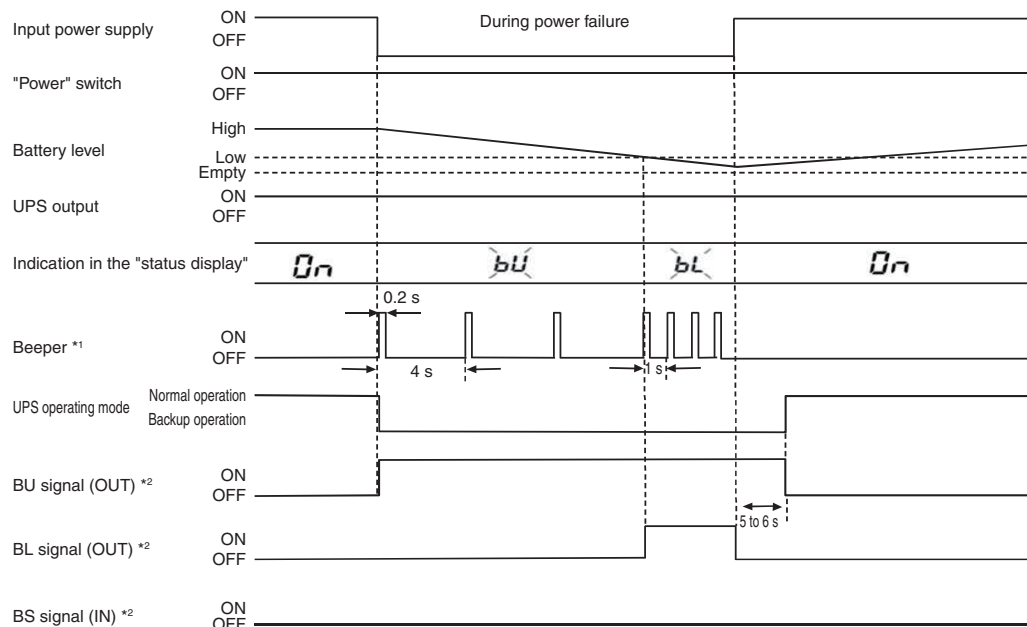 Input power supply ON OFF During power failure
"Power" switch ON OFF
Battery level High Low Empty
UPS output ON OFF
Indication in the "status display" On bU bL On
0.2 s
Beeper *1 ON OFF
4 s 1 s
UPS operating mode Normal operation Backup operation
BU signal (OUT) *2 ON OFF
5 to 6 s
BL signal (OUT) *2 ON OFF
BS signal (IN) *2 ON OFF